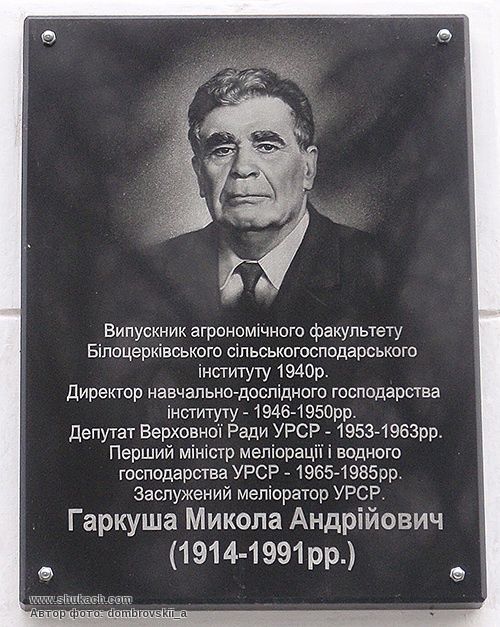 Випускник агрономічного факультету
Білоцерківського сільськогосподарського
інституту 1940р.
Директор навчально-дослідного господарства
інституту - 1946-1950рр.
Депутат Верховної Ради УРСР - 1953-1963рр.
Перший міністр меліорації і водного
господарства УРСР - 1965-1985рр.
Заслужений меліоратор УРСР.
Гаркуша Микола Андрійович
(1914-1991рр.)
www.shukach.com
Автор фото: dombrovskii_a